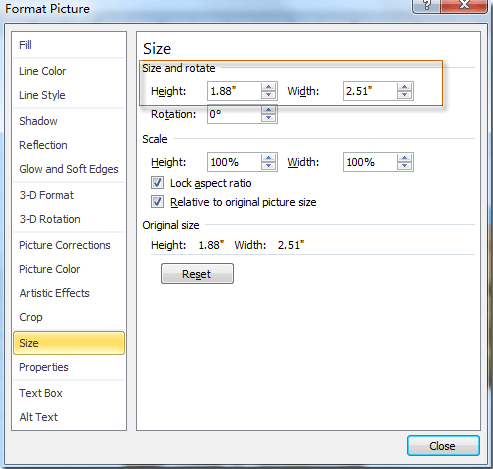 Format Picture
Fill
Line Color
Line Style
Shadow
Reflection
Glow and Soft Edges
3-D Format
3-D Rotation
Picture Corrections
Picture Color
Artistic Effects
Crop
Size
Properties
Text Box
Alt Text
Size
Size and rotate
Height: 1.88" Width: 2.51"
Rotation: 0°
Scale
Height: 100% Width: 100%
Lock aspect ratio
Relative to original picture size
Original size
Height: 1.88" Width: 2.51"
Reset
Close